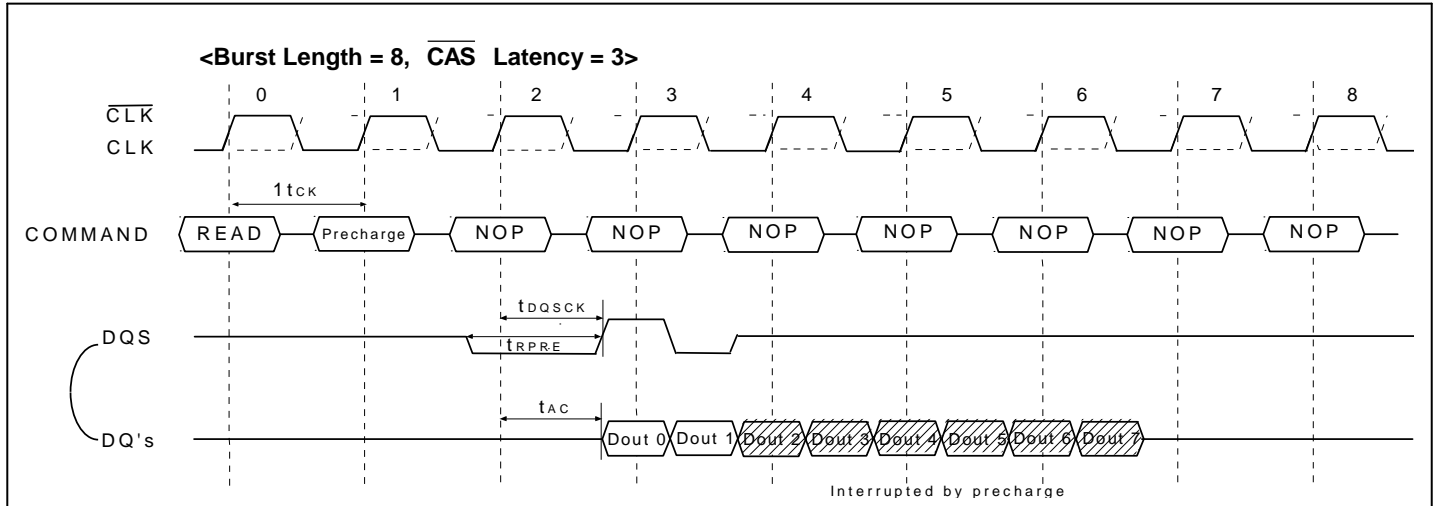 <Burst Length = 8, CAS Latency = 3>
0 1 2 3 4 5 6 7 8
CLK
CLK
1tCK
COMMAND READ Precharge NOP NOP NOP NOP NOP NOP NOP
tDQSCK
DQS
tRPRE
tAC
DQ's Dout 0 Dout 1 Dout 2 Dout 3 Dout 4 Dout 5 Dout 6 Dout 7
Interrupted by precharge